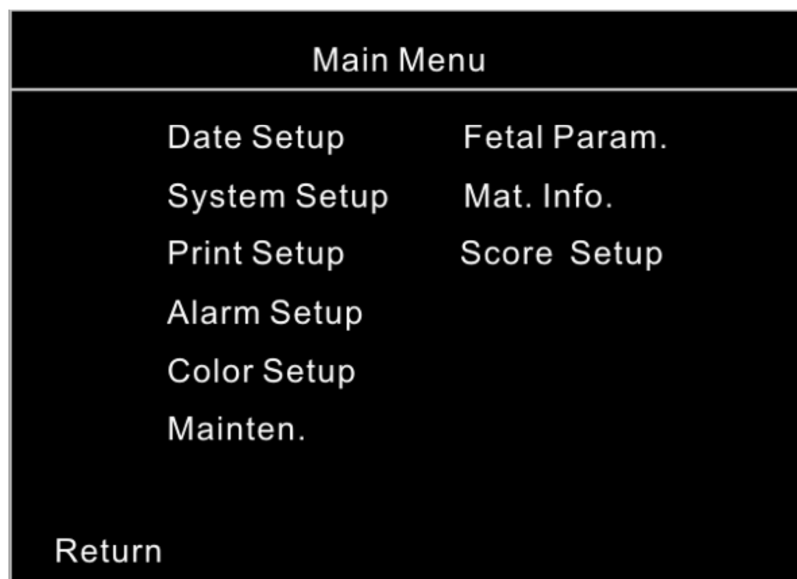 Main Menu
Date Setup Fetal Param.
System Setup Mat. Info.
Print Setup Score Setup
Alarm Setup
Color Setup
Mainten.
Return